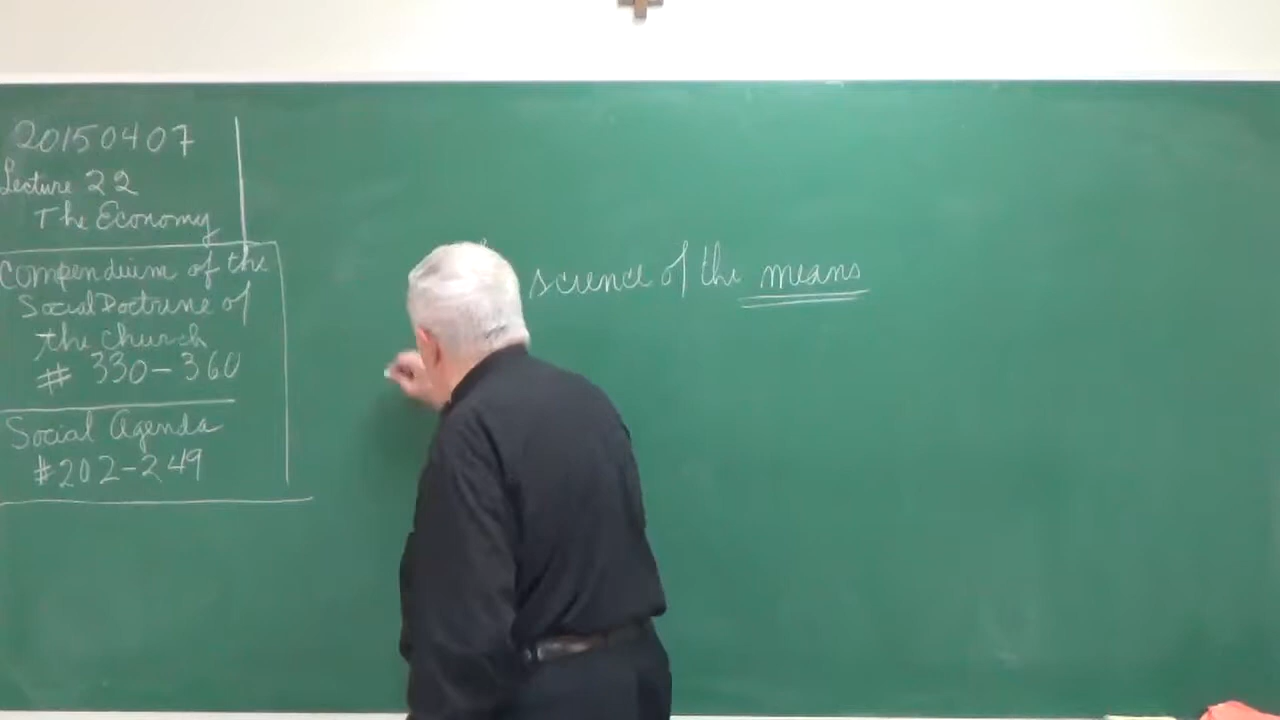 20150407
Lecture 22
The Economy
Compendium of the
Social Doctrine of
the Church
# 330-360
Social Agenda
#202-249
science of the means